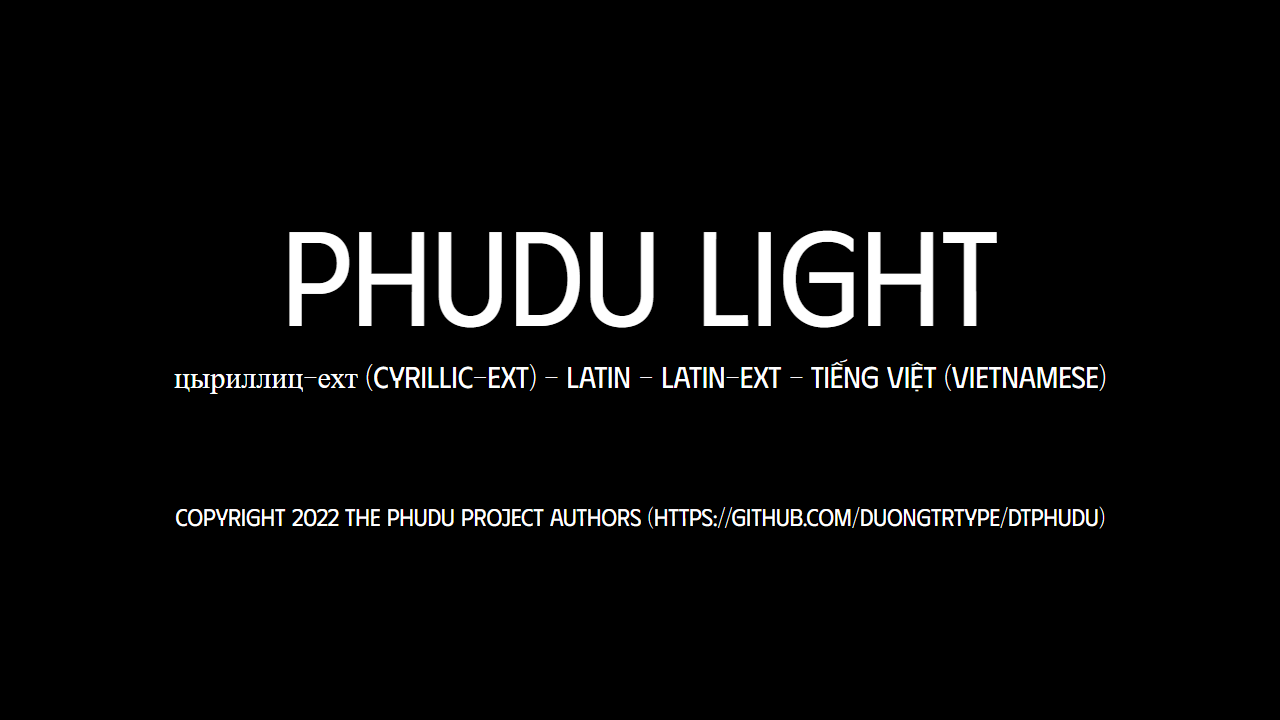 PHUDU LIGHT
цыриллиц-ехт (CYRILLIC-EXT) - LATIN - LATIN-EXT - TIẾNG VIỆT (VIETNAMESE)
COPYRIGHT 2022 THE PHUDU PROJECT AUTHORS (HTTPS://GITHUB.COM/DUONGTRTYPE/DTPHUDU)